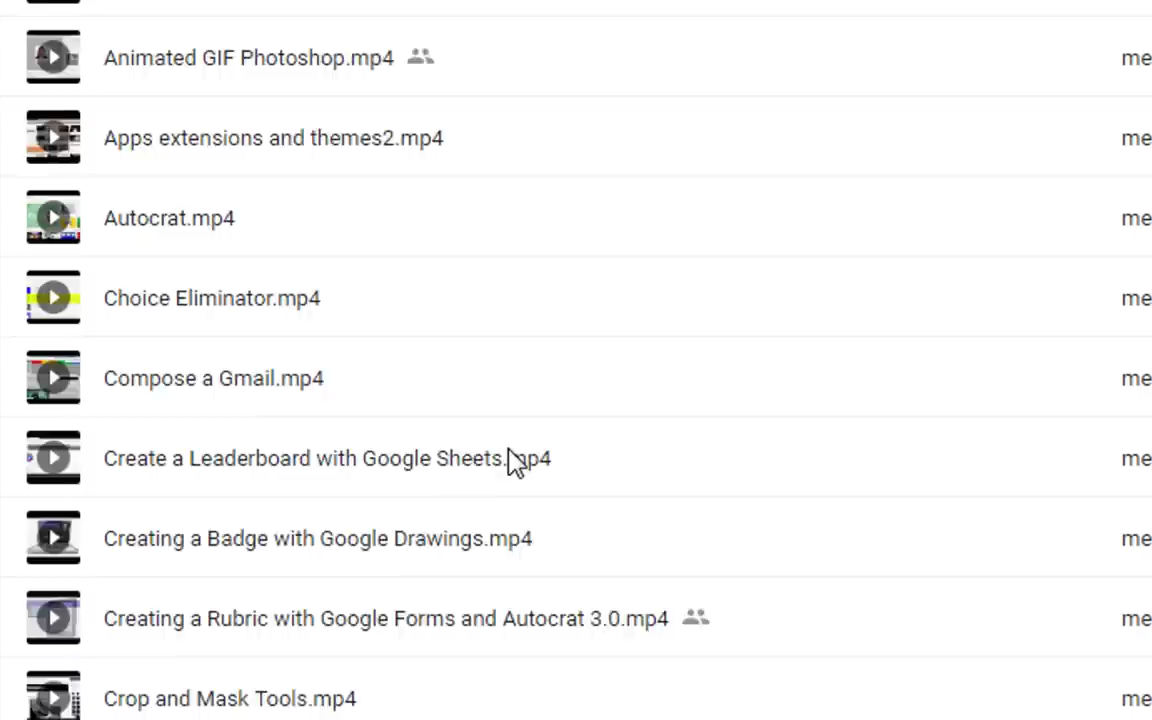 Animated GIF Photoshop.mp4 me
Apps extensions and themes2.mp4 me
Autocrat.mp4 me
Choice Eliminator.mp4 me
Compose a Gmail.mp4 me
Create a Leaderboard with Google Sheets.mp4 me
Creating a Badge with Google Drawings.mp4 me
Creating a Rubric with Google Forms and Autocrat 3.0.mp4 me
Crop and Mask Tools.mp4 me